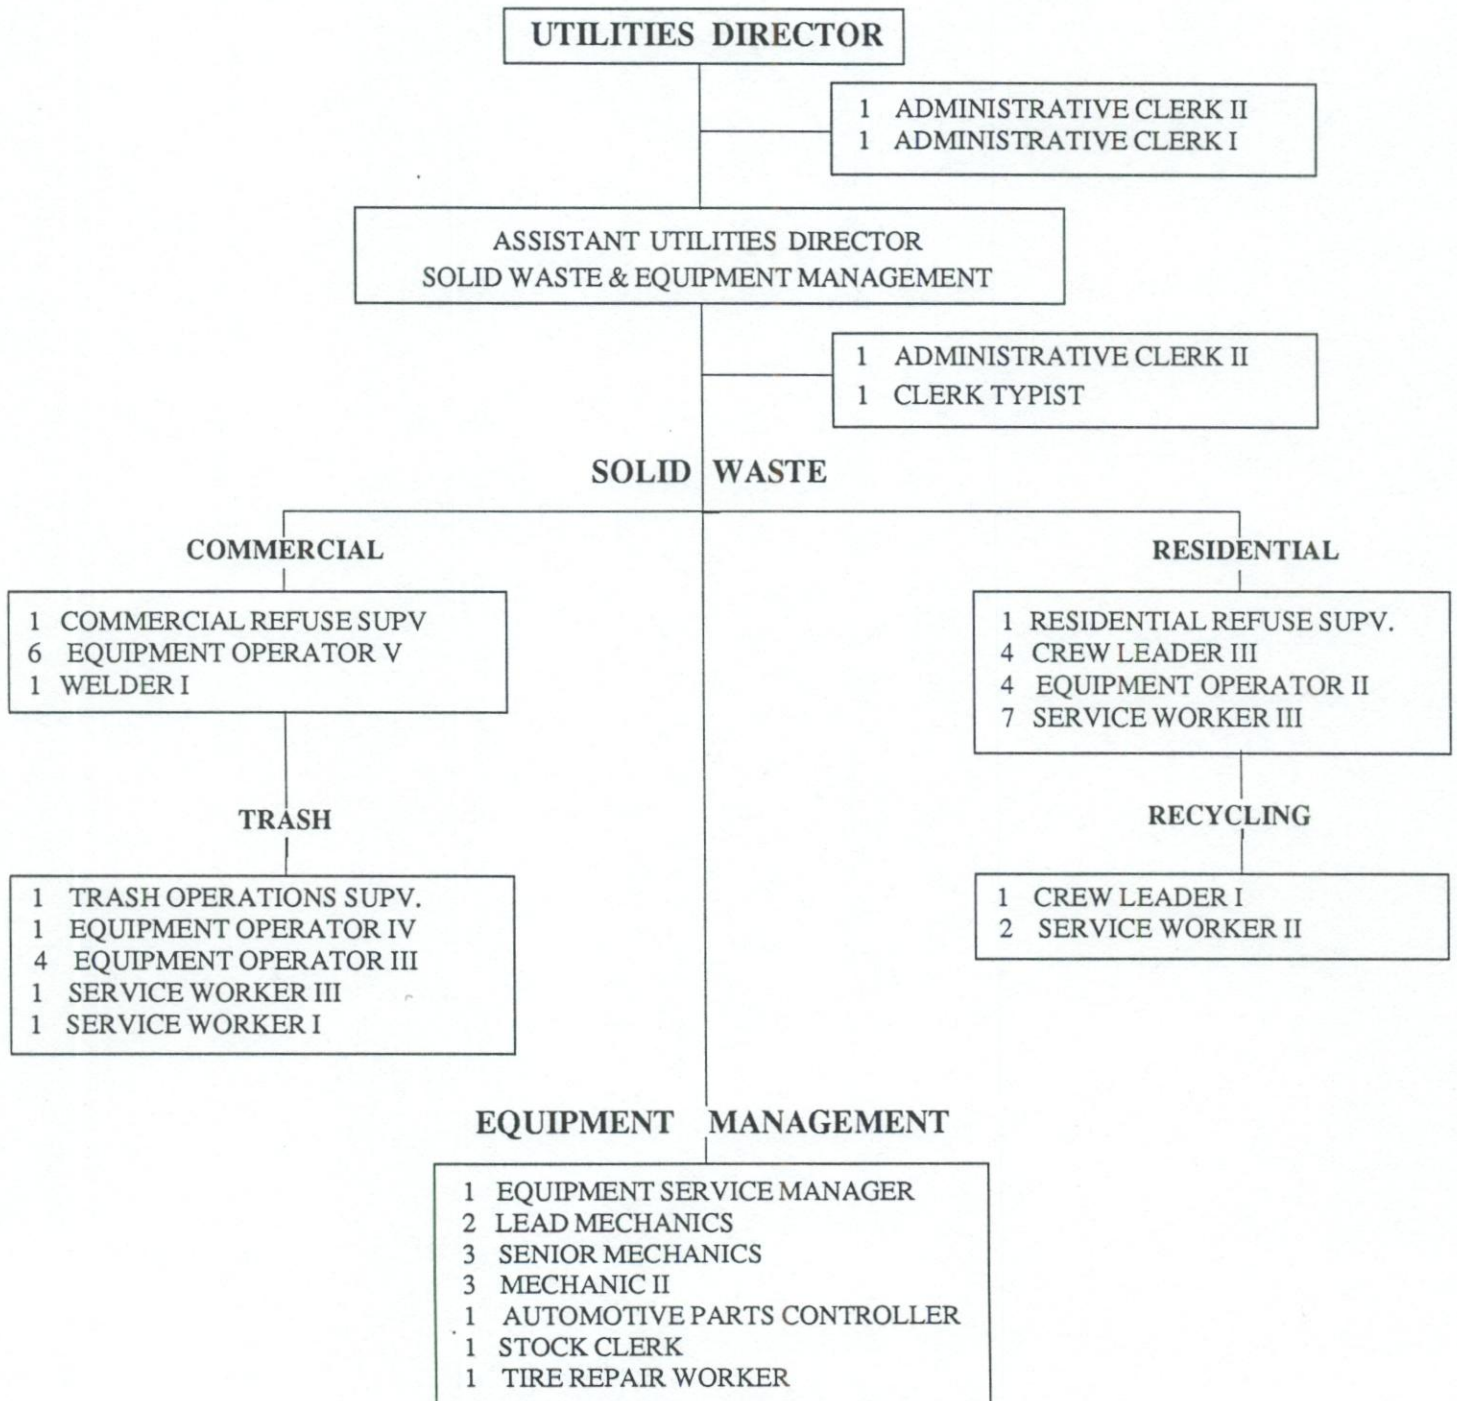 UTILITIES DIRECTOR
1 ADMINISTRATIVE CLERK II
1 ADMINISTRATIVE CLERK I
ASSISTANT UTILITIES DIRECTOR
SOLID WASTE & EQUIPMENT MANAGEMENT
1 ADMINISTRATIVE CLERK II
1 CLERK TYPIST
SOLID WASTE
COMMERCIAL
1 COMMERCIAL REFUSE SUPV
6 EQUIPMENT OPERATOR V
1 WELDER I
TRASH
1 TRASH OPERATIONS SUPV.
1 EQUIPMENT OPERATOR IV
4 EQUIPMENT OPERATOR III
1 SERVICE WORKER III
1 SERVICE WORKER I
RESIDENTIAL
1 RESIDENTIAL REFUSE SUPV.
4 CREW LEADER III
4 EQUIPMENT OPERATOR II
7 SERVICE WORKER III
RECYCLING
1 CREW LEADER I
2 SERVICE WORKER II
EQUIPMENT MANAGEMENT
1 EQUIPMENT SERVICE MANAGER
2 LEAD MECHANICS
3 SENIOR MECHANICS
3 MECHANIC II
1 AUTOMOTIVE PARTS CONTROLLER
1 STOCK CLERK
1 TIRE REPAIR WORKER